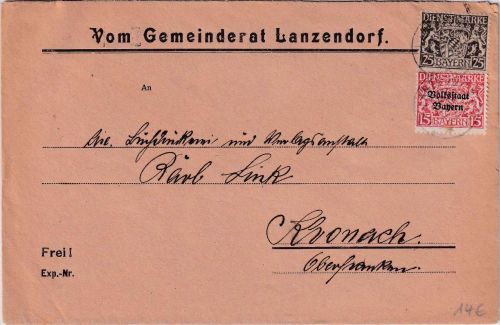 Vom Gemeinderat Lanzendorf.
DIENSTMARKE
25 BAYERN 25
DIENSTMARKE
Volksstaat
Bayern
15 BAYERN 15
An
Die Buchdruckerei und Verlagsanstalt
Karl Link
Kronach.
Oberfranken.
Frei!
Exp.-Nr.
14€